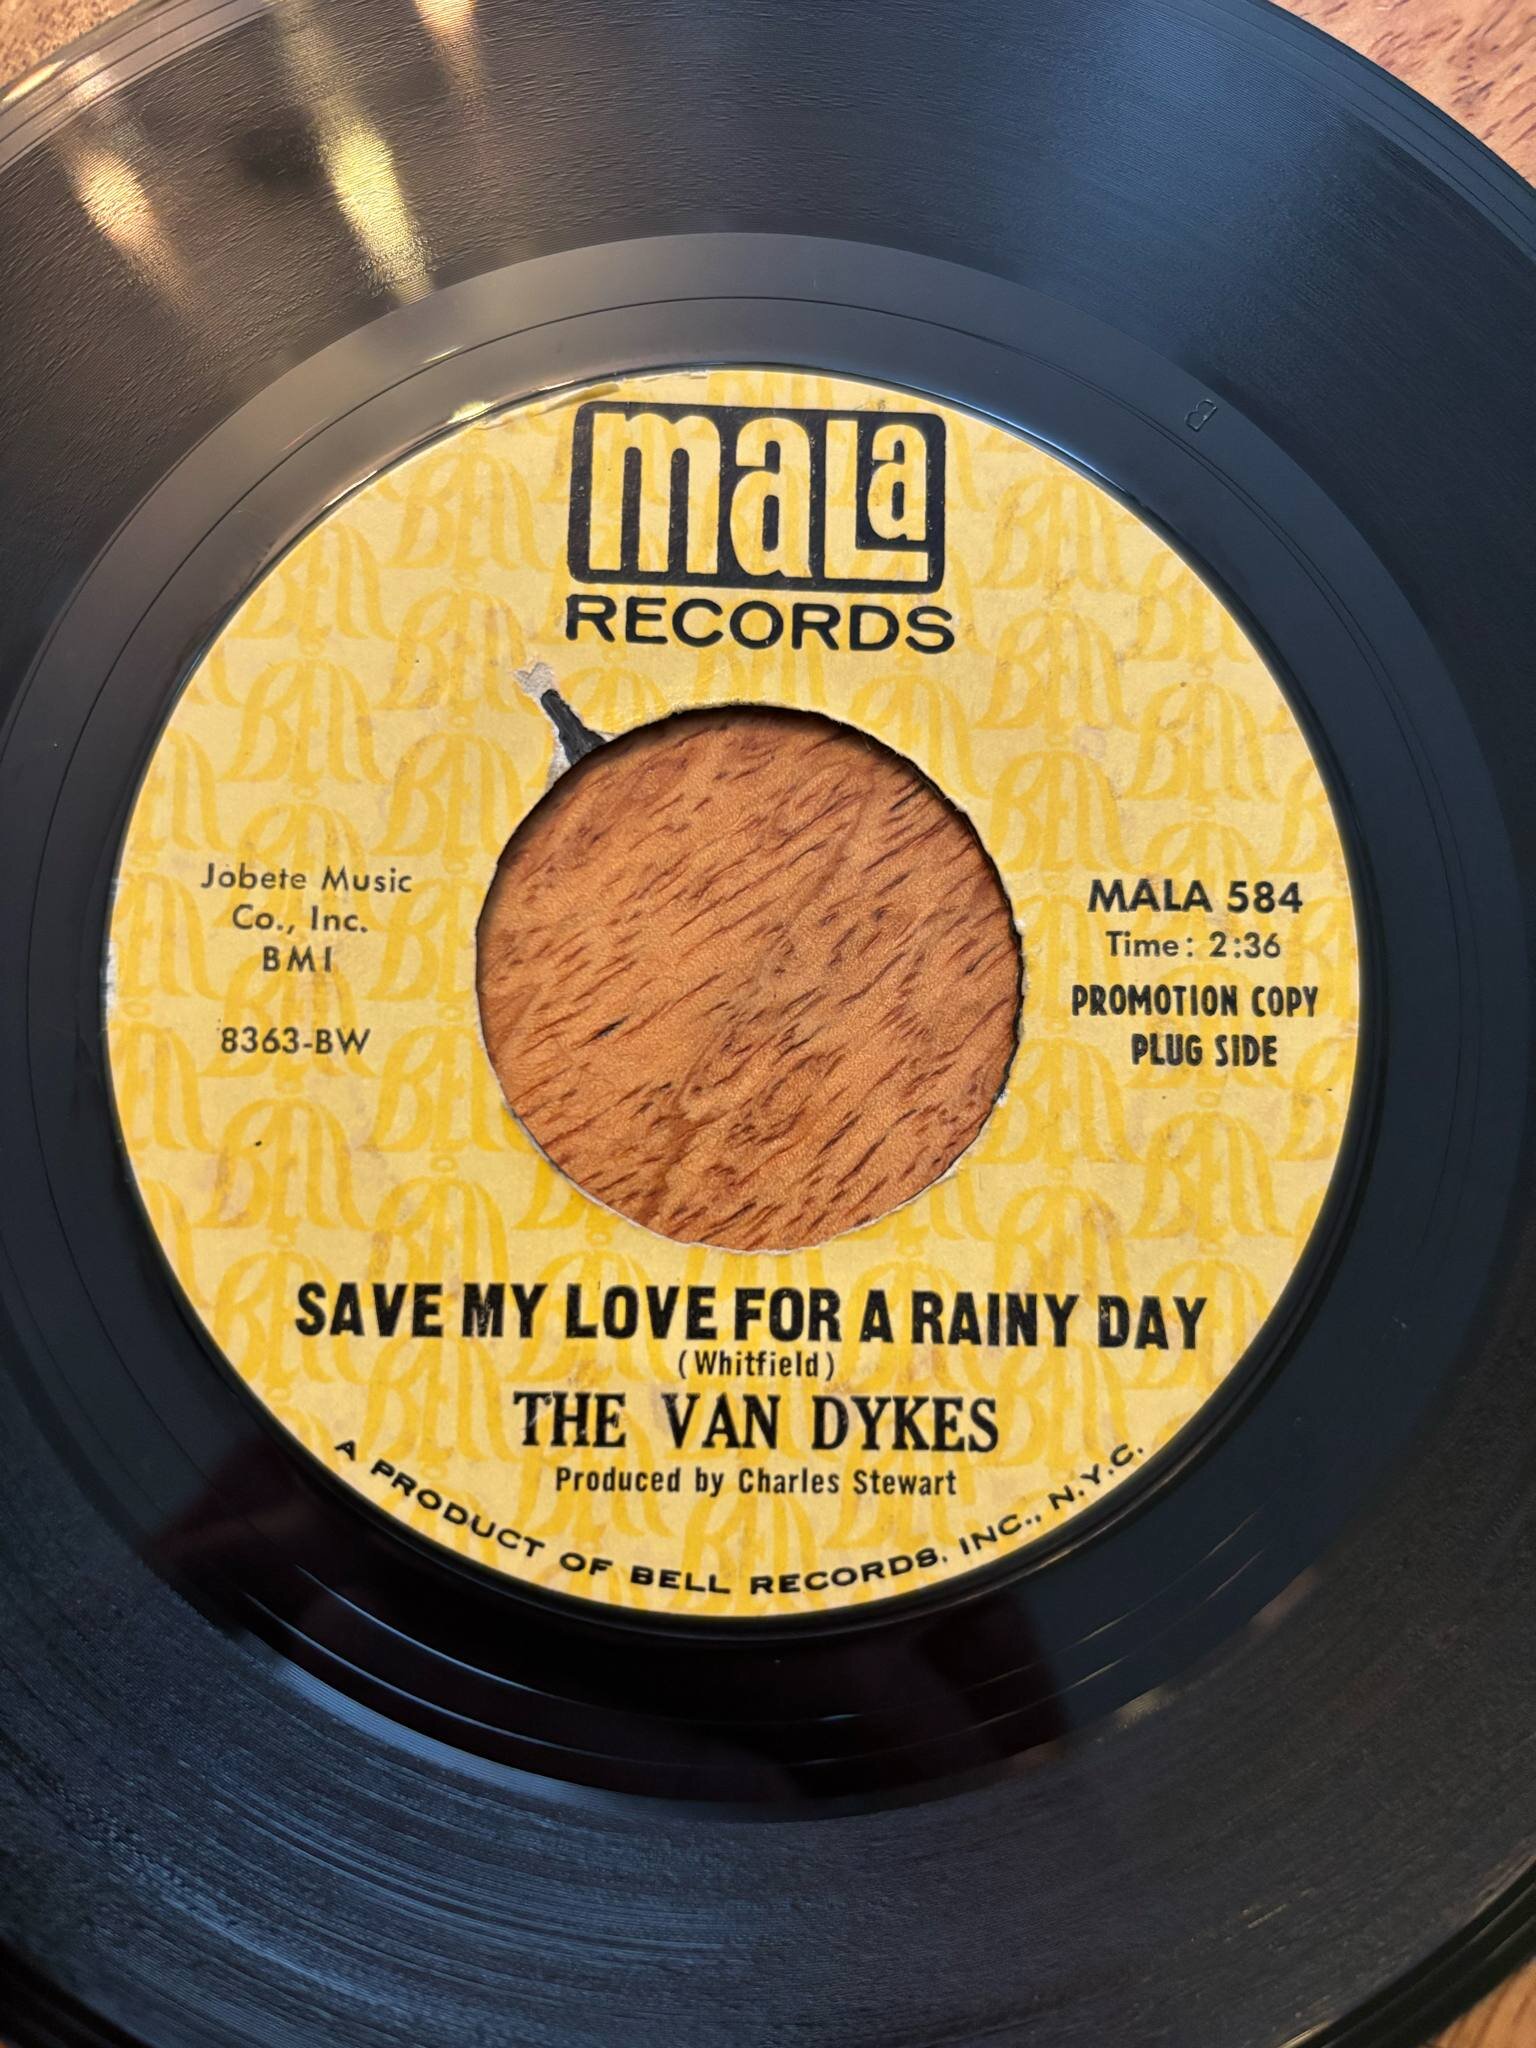 maLa
RECORDS
Jobete Music
Co., Inc.
BMI
8363-BW
MALA 584
Time: 2:36
PROMOTION COPY
PLUG SIDE
SAVE MY LOVE FOR A RAINY DAY
(Whitfield)
THE VAN DYKES
Produced by Charles Stewart
A PRODUCT OF BELL RECORDS, INC., N.Y.C.
B
BELL